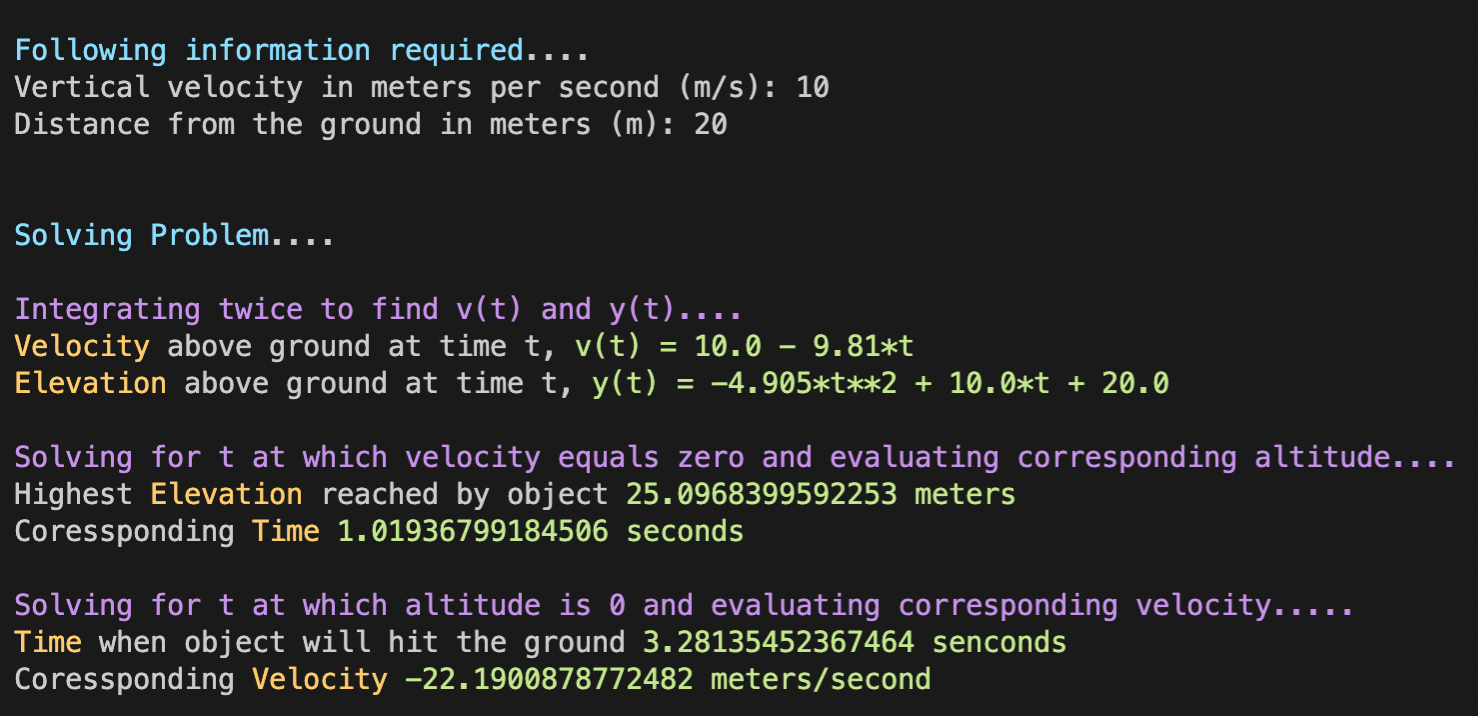 Following information required....
Vertical velocity in meters per second (m/s): 10
Distance from the ground in meters (m): 20
Solving Problem....
Integrating twice to find v(t) and y(t)....
Velocity above ground at time t, v(t) = 10.0 - 9.81*t
Elevation above ground at time t, y(t) = -4.905*t**2 + 10.0*t + 20.0
Solving for t at which velocity equals zero and evaluating corresponding altitude....
Highest Elevation reached by object 25.0968399592253 meters
Coressponding Time 1.01936799184506 seconds
Solving for t at which altitude is 0 and evaluating corresponding velocity.....
Time when object will hit the ground 3.28135452367464 senconds
Coressponding Velocity -22.1900878772482 meters/second